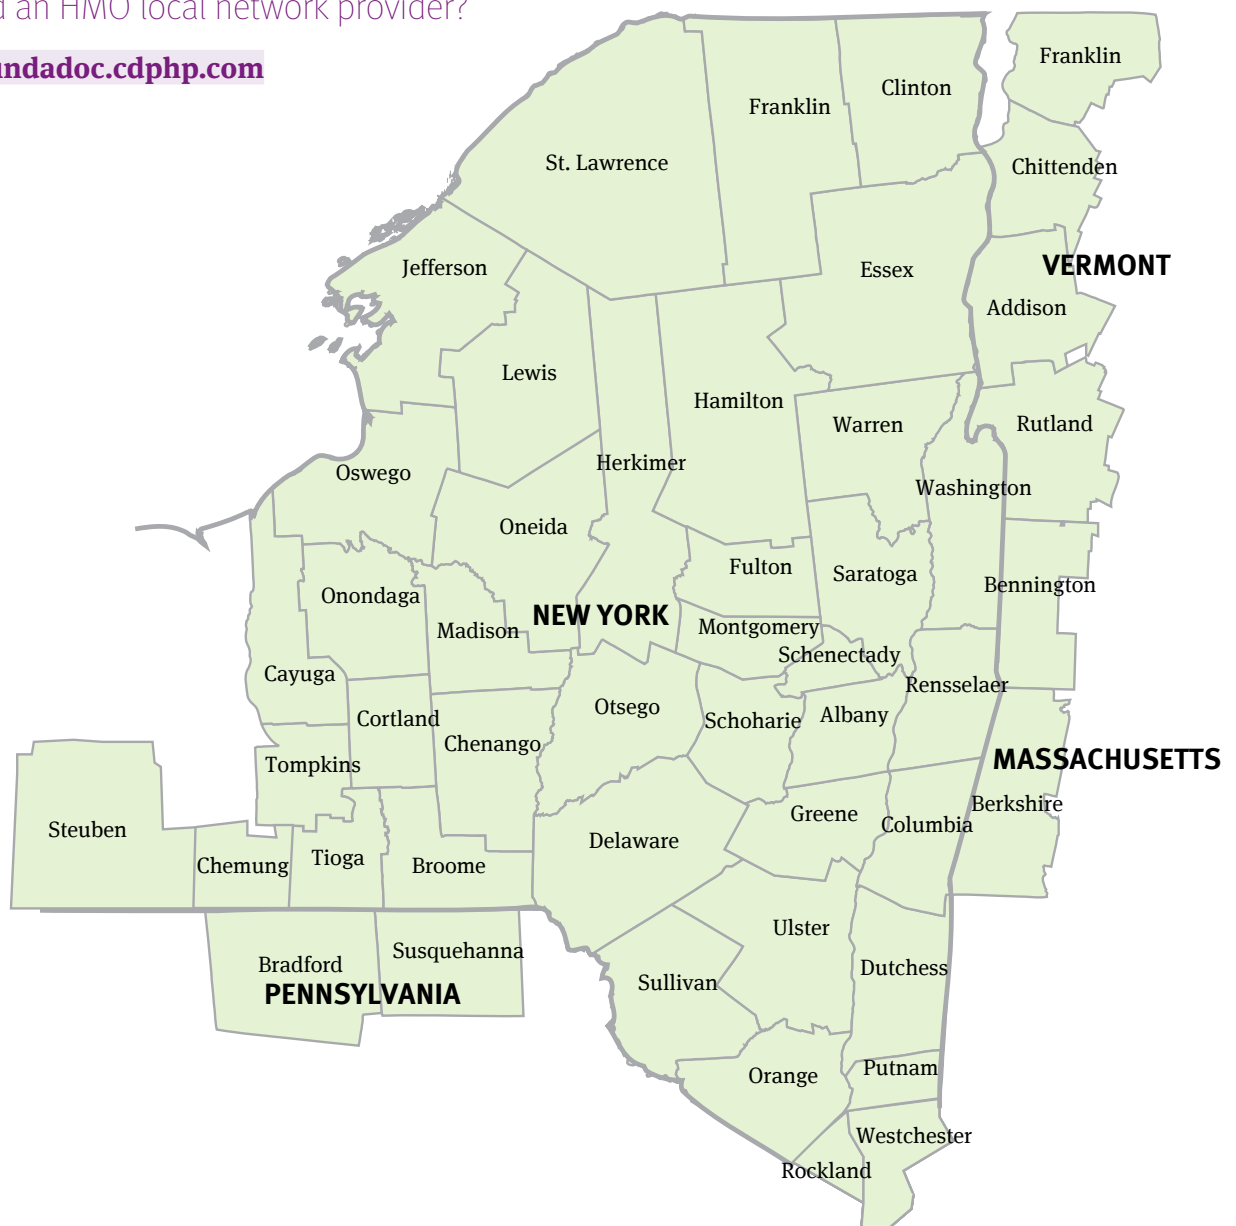 an HMO local network provider?
findadoc.cdphp.com
Franklin
Clinton
Franklin
St. Lawrence
Chittenden
VERMONT
Jefferson
Essex
Addison
Lewis
Hamilton
Warren
Rutland
Herkimer
Oswego
Washington
Oneida
Fulton
Saratoga
Bennington
Onondaga
NEW YORK
Montgomery
Madison
Schenectady
Cayuga
Rensselaer
Otsego
Albany
Cortland
Schoharie
Chenango
MASSACHUSETTS
Tompkins
Berkshire
Greene
Columbia
Steuben
Delaware
Tioga
Chemung
Broome
Ulster
Susquehanna
Bradford
Dutchess
Sullivan
PENNSYLVANIA
Putnam
Orange
Westchester
Rockland